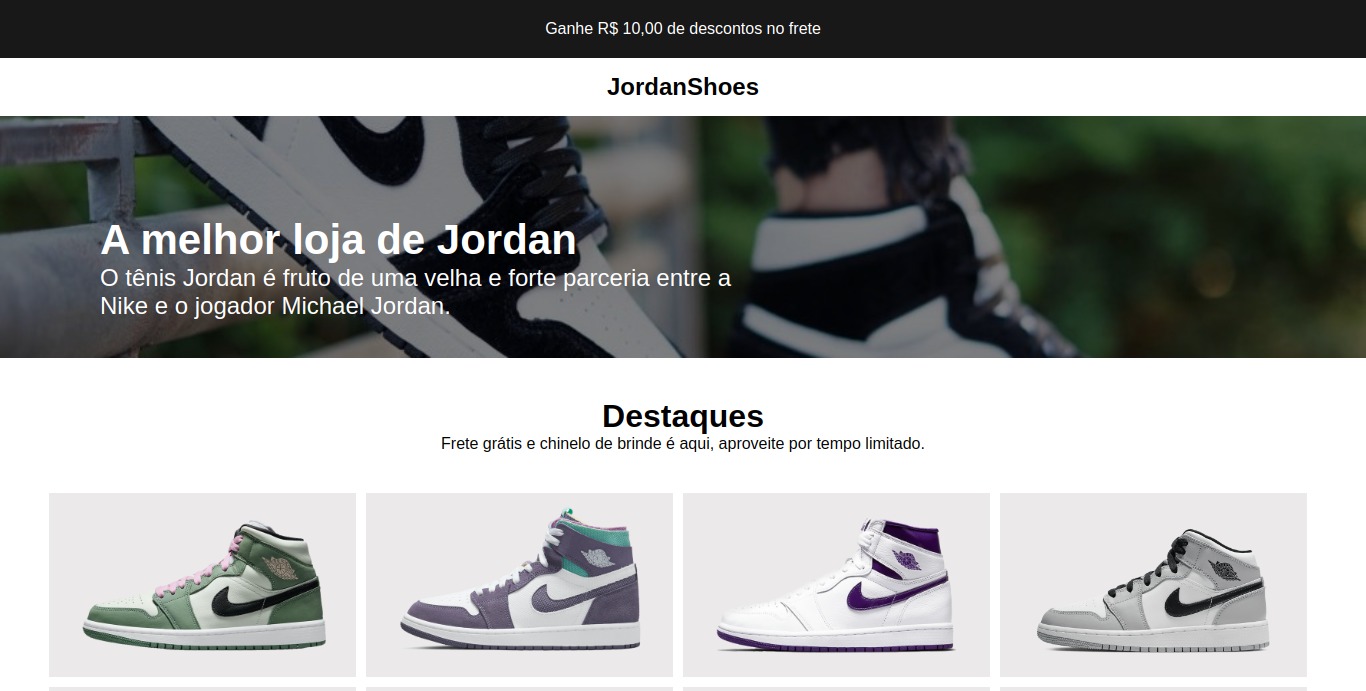 Ganhe R$ 10,00 de descontos no frete
JordanShoes
A melhor loja de Jordan
O tênis Jordan é fruto de uma velha e forte parceria entre a
Nike e o jogador Michael Jordan.
Destaques
Frete grátis e chinelo de brinde é aqui, aproveite por tempo limitado.